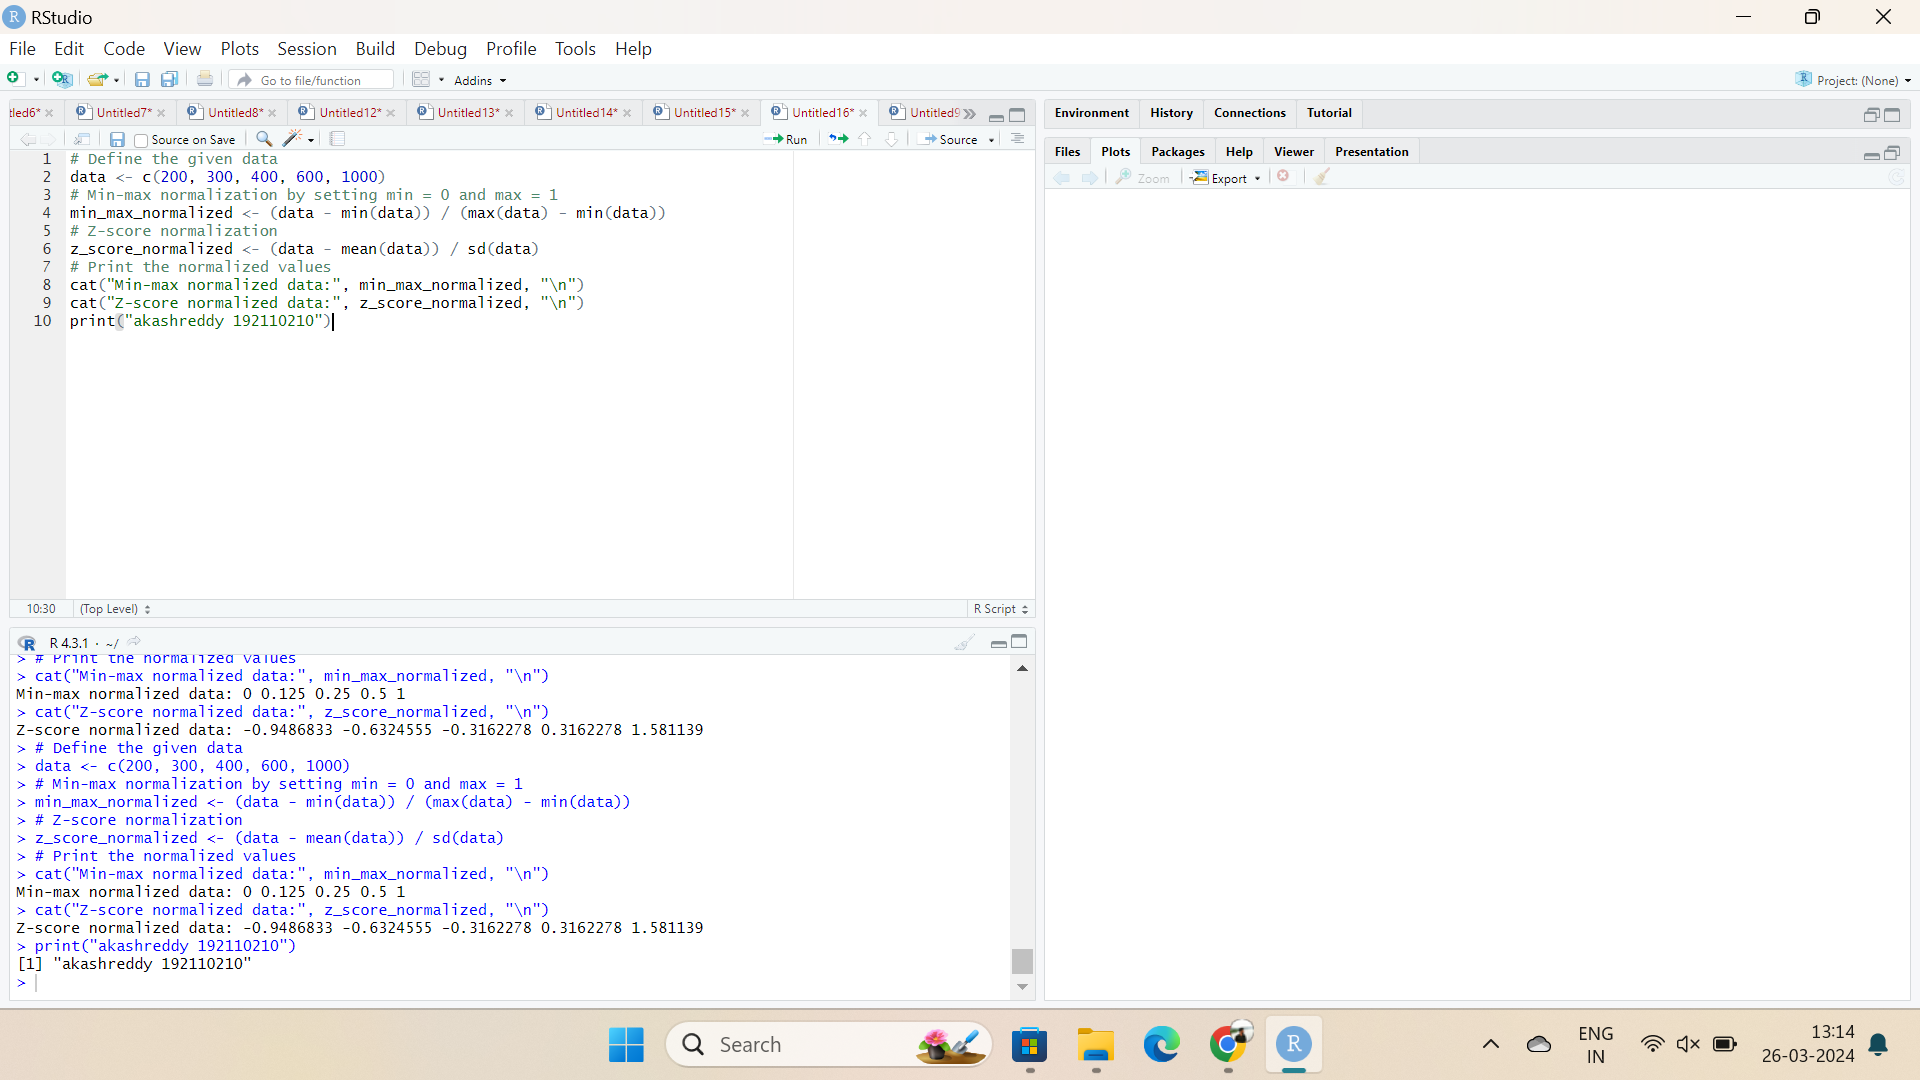 RStudio
File Edit Code View Plots Session Build Debug Profile Tools Help
Go to file/function Addins Project: (None)
tled6* Untitled7* Untitled8* Untitled12* Untitled13* Untitled14* Untitled15* Untitled16* Untitled9
Source on Save Run Source
1 # Define the given data
2 data <- c(200, 300, 400, 600, 1000)
3 # Min-max normalization by setting min = 0 and max = 1
4 min_max_normalized <- (data - min(data)) / (max(data) - min(data))
5 # Z-score normalization
6 z_score_normalized <- (data - mean(data)) / sd(data)
7 # Print the normalized values
8 cat("Min-max normalized data:", min_max_normalized, "\n")
9 cat("Z-score normalized data:", z_score_normalized, "\n")
10 print("akashreddy 192110210")
10:30 (Top Level) R Script
R 4.3.1 · ~/
> # Print the normalized values
> cat("Min-max normalized data:", min_max_normalized, "\n")
Min-max normalized data: 0 0.125 0.25 0.5 1
> cat("Z-score normalized data:", z_score_normalized, "\n")
Z-score normalized data: -0.9486833 -0.6324555 -0.3162278 0.3162278 1.581139
> # Define the given data
> data <- c(200, 300, 400, 600, 1000)
> # Min-max normalization by setting min = 0 and max = 1
> min_max_normalized <- (data - min(data)) / (max(data) - min(data))
> # Z-score normalization
> z_score_normalized <- (data - mean(data)) / sd(data)
> # Print the normalized values
> cat("Min-max normalized data:", min_max_normalized, "\n")
Min-max normalized data: 0 0.125 0.25 0.5 1
> cat("Z-score normalized data:", z_score_normalized, "\n")
Z-score normalized data: -0.9486833 -0.6324555 -0.3162278 0.3162278 1.581139
> print("akashreddy 192110210")
[1] "akashreddy 192110210"
>
Environment History Connections Tutorial
Files Plots Packages Help Viewer Presentation
Zoom Export
Search
ENG
IN
13:14
26-03-2024